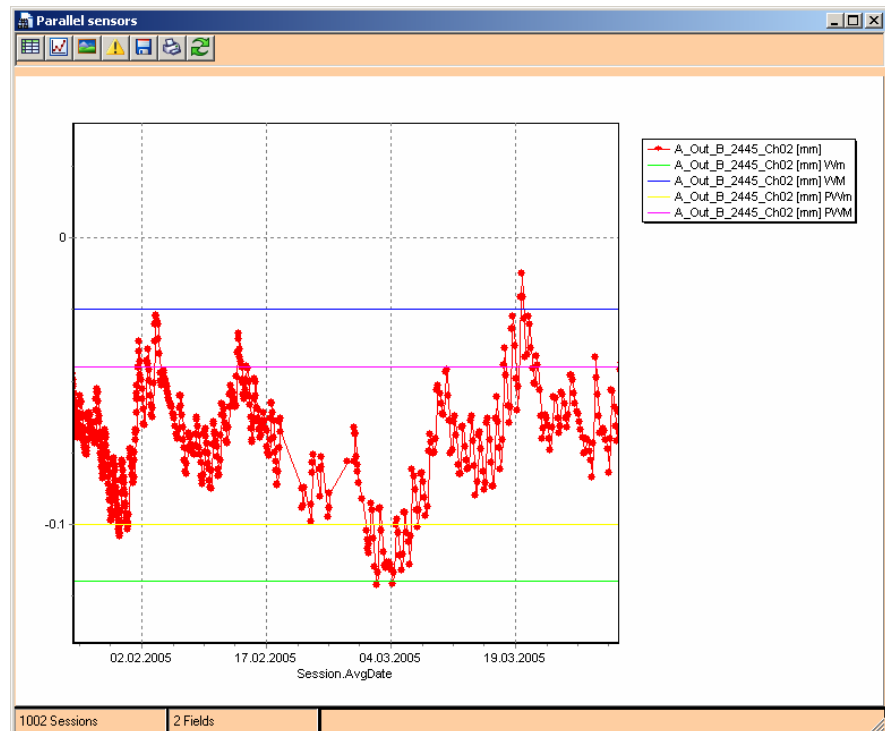 Parallel sensors
A_Out_B_2445_Ch02 [mm]
A_Out_B_2445_Ch02 [mm] Wm
A_Out_B_2445_Ch02 [mm] WM
A_Out_B_2445_Ch02 [mm] PWm
A_Out_B_2445_Ch02 [mm] PWM
0
-0.1
02.02.2005 17.02.2005 04.03.2005 19.03.2005
Session.AvgDate
1002 Sessions 2 Fields